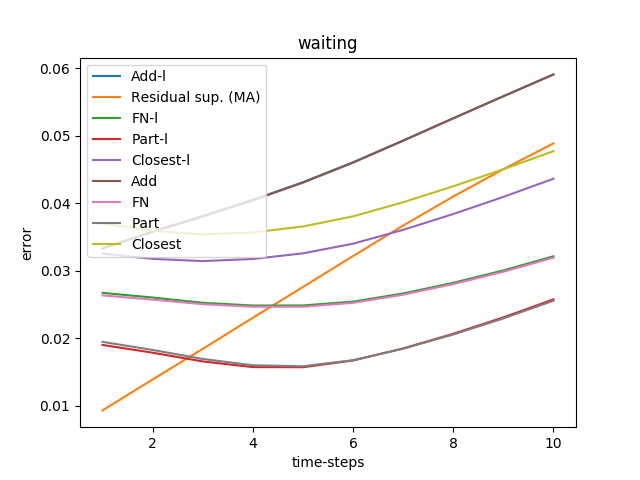 waiting
0.06
0.05
0.04
0.03
0.02
0.01
error
Add-l
Residual sup. (MA)
FN-l
Part-l
Closest-l
Add
FN
Part
Closest
2 4 6 8 10
time-steps